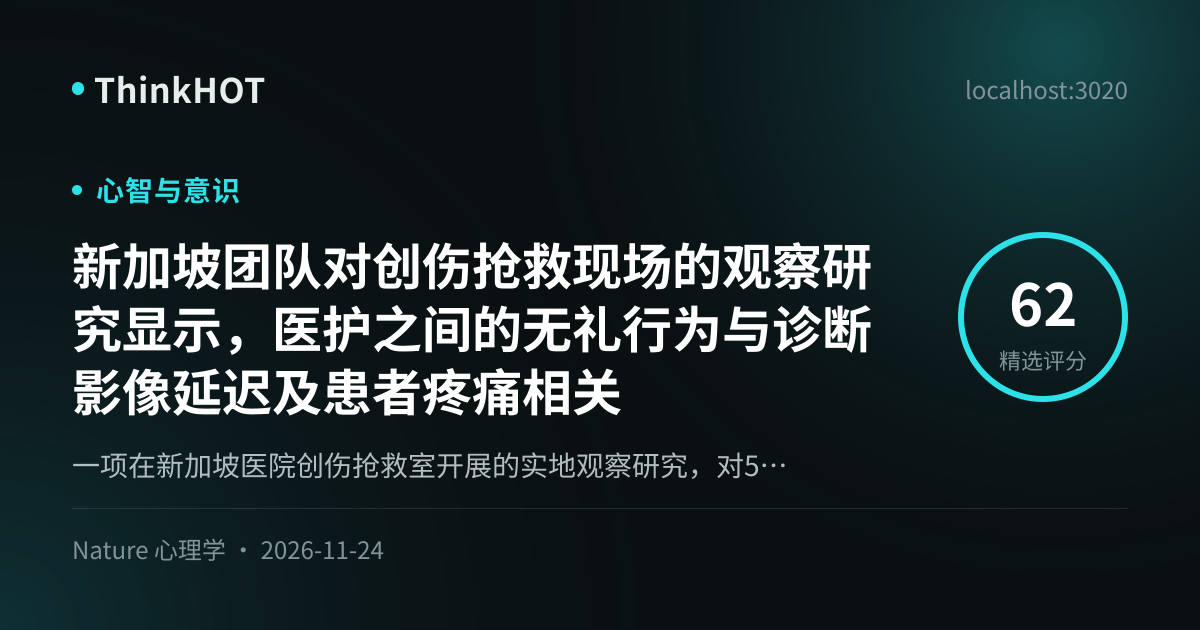 ThinkHOT
localhost:3020
心智与意识
新加坡团队对创伤抢救现场的观察研
究显示，医护之间的无礼行为与诊断
影像延迟及患者疼痛相关
62
精选评分
一项在新加坡医院创伤抢救室开展的实地观察研究，对5…
Nature 心理学 · 2026-11-24